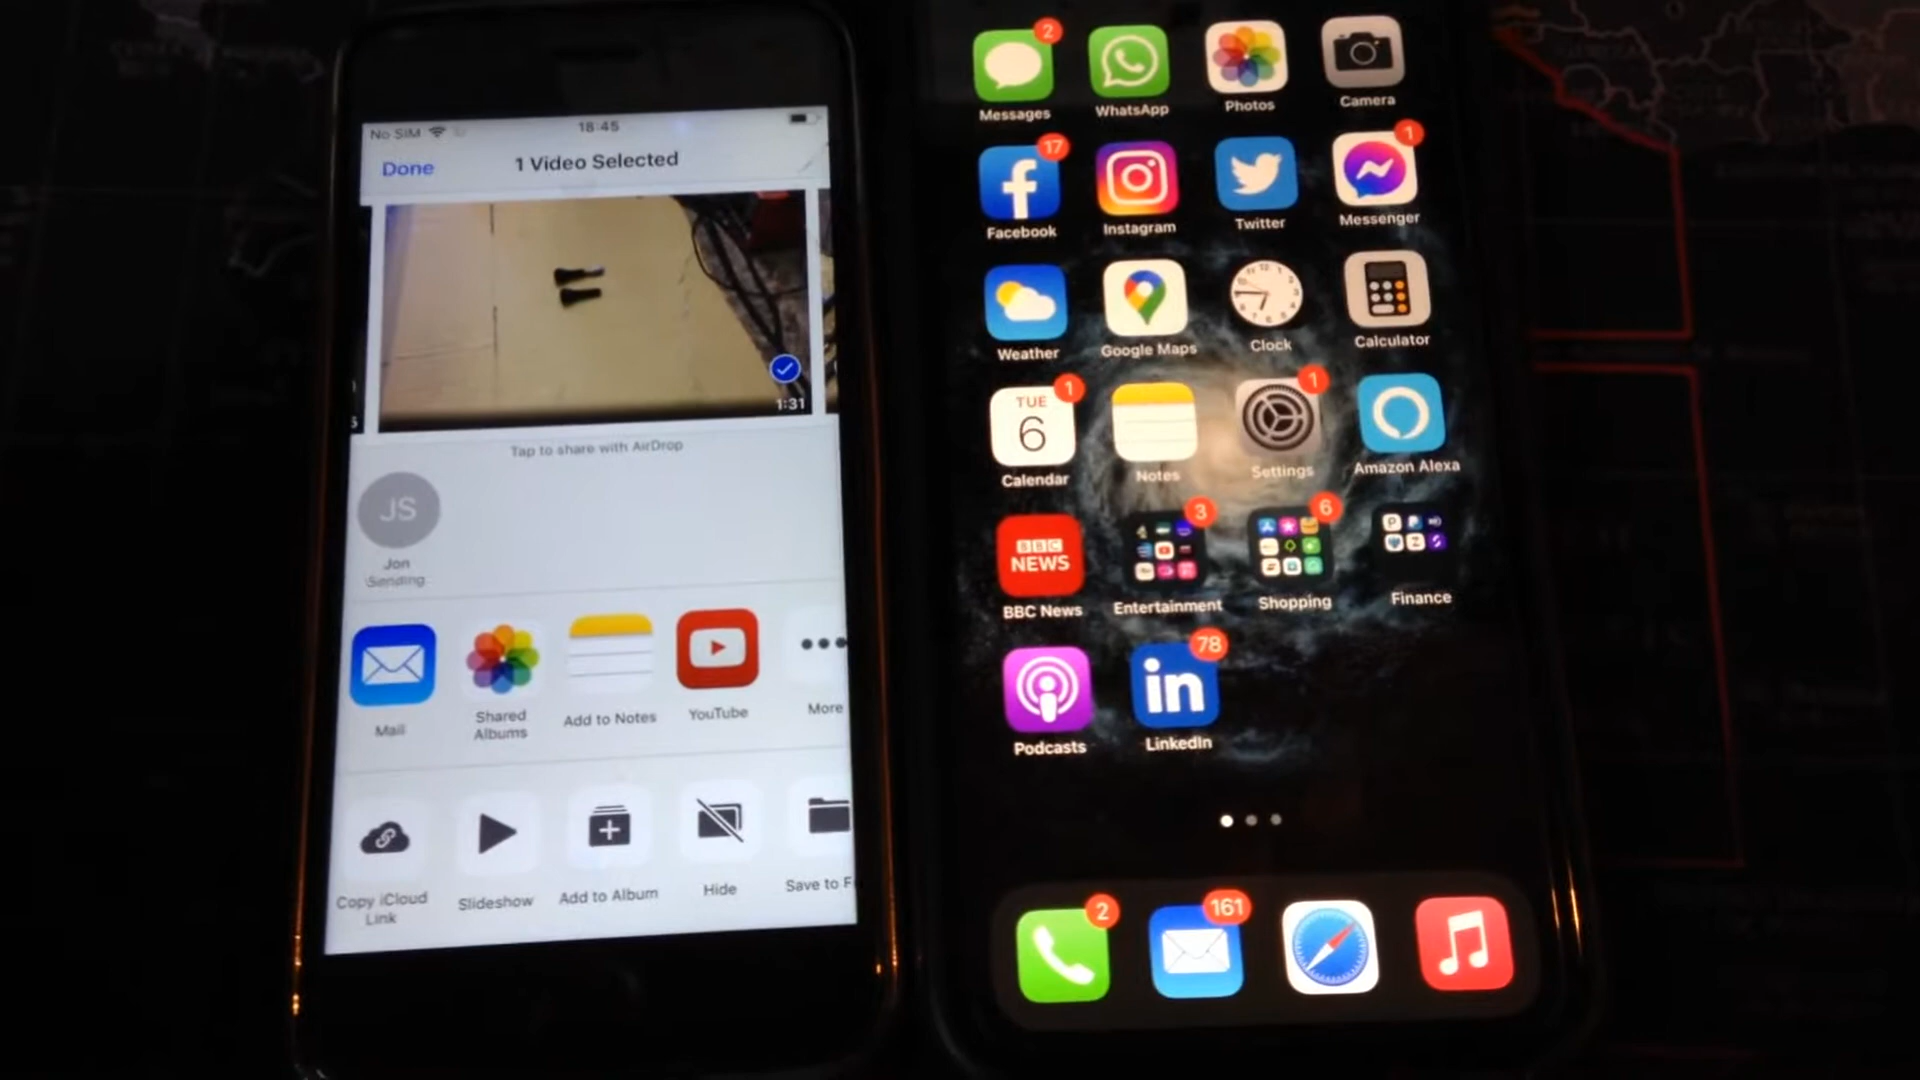 No SIM
18:45
Done
1 Video Selected
1:31
Tap to share with AirDrop
JS
Jon
Sending
Mail
Shared
Albums
Add to Notes
YouTube
More
Copy iCloud
Link
Slideshow
Add to Album
Hide
Save to F
2
Messages
WhatsApp
Photos
Camera
17
1
Facebook
Instagram
Twitter
Messenger
Weather
Google Maps
Clock
Calculator
TUE
6
1
1
Calendar
Notes
Settings
Amazon Alexa
BBC
NEWS
3
6
BBC News
Entertainment
Shopping
Finance
in
78
Podcasts
LinkedIn
2
161